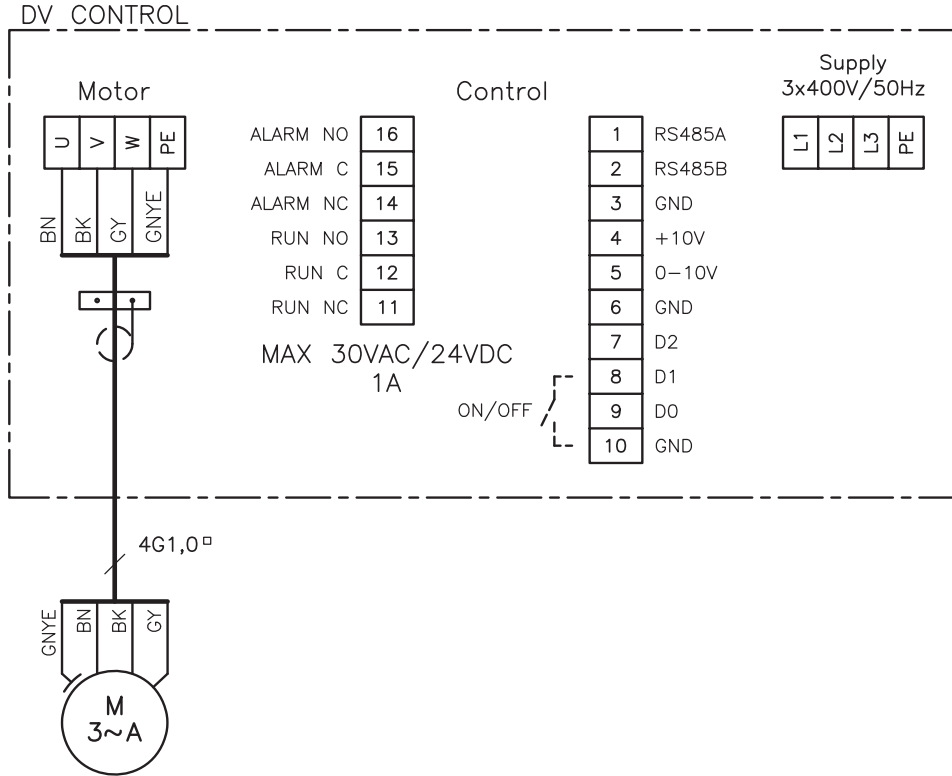 DV CONTROL
Motor
U V W PE
BN BK GY GNYE
Control
ALARM NO 16
ALARM C 15
ALARM NC 14
RUN NO 13
RUN C 12
RUN NC 11
MAX 30VAC/24VDC
1A
1 RS485A
2 RS485B
3 GND
4 +10V
5 0-10V
6 GND
7 D2
8 D1
9 D0
10 GND
ON/OFF
Supply
3x400V/50Hz
L1 L2 L3 PE
4G1,0□
GNYE BN BK GY
M
3~A